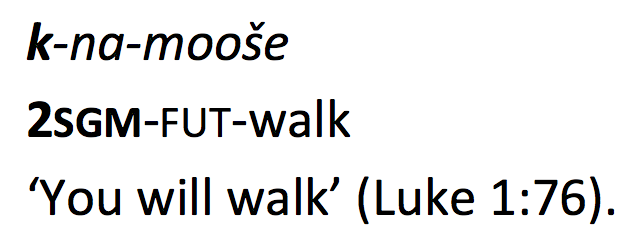 k-na-mooše
2SGM-FUT-walk
‘You will walk’ (Luke 1:76).